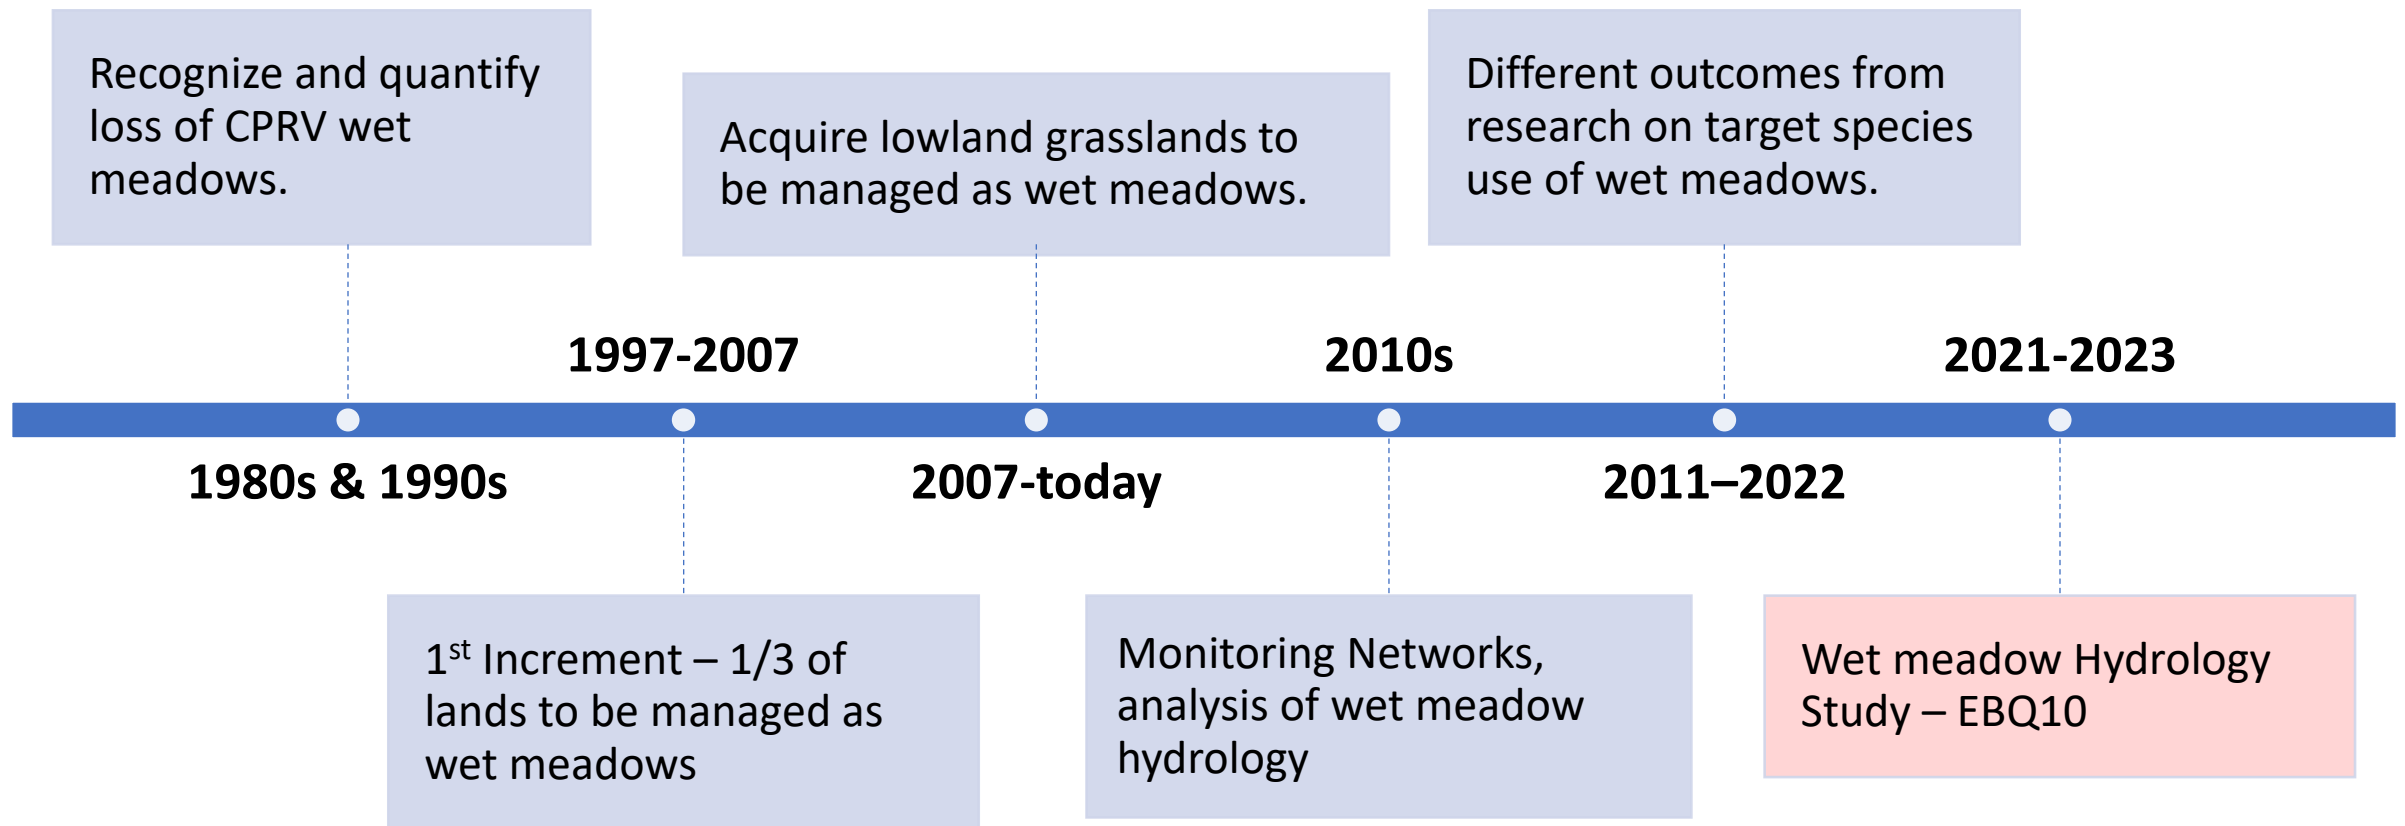 Recognize and quantify
loss of CPRV wet
meadows.
Acquire lowland grasslands to
be managed as wet meadows.
Different outcomes from
research on target species
use of wet meadows.
1997-2007
2010s
2021-2023
1980s & 1990s
2007-today
2011–2022
1st Increment – 1/3 of
lands to be managed as
wet meadows
Monitoring Networks,
analysis of wet meadow
hydrology
Wet meadow Hydrology
Study – EBQ10